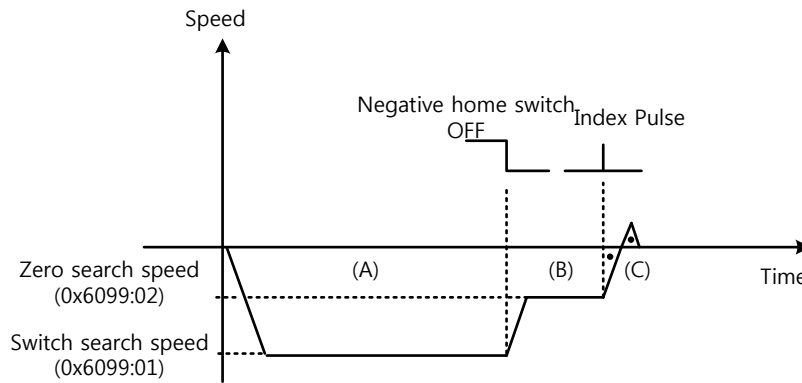 Speed
Negative home switch
OFF
Index Pulse
Zero search speed
(0x6099:02)
(A)
(B)
(C)
Time
Switch search speed
(0x6099:01)